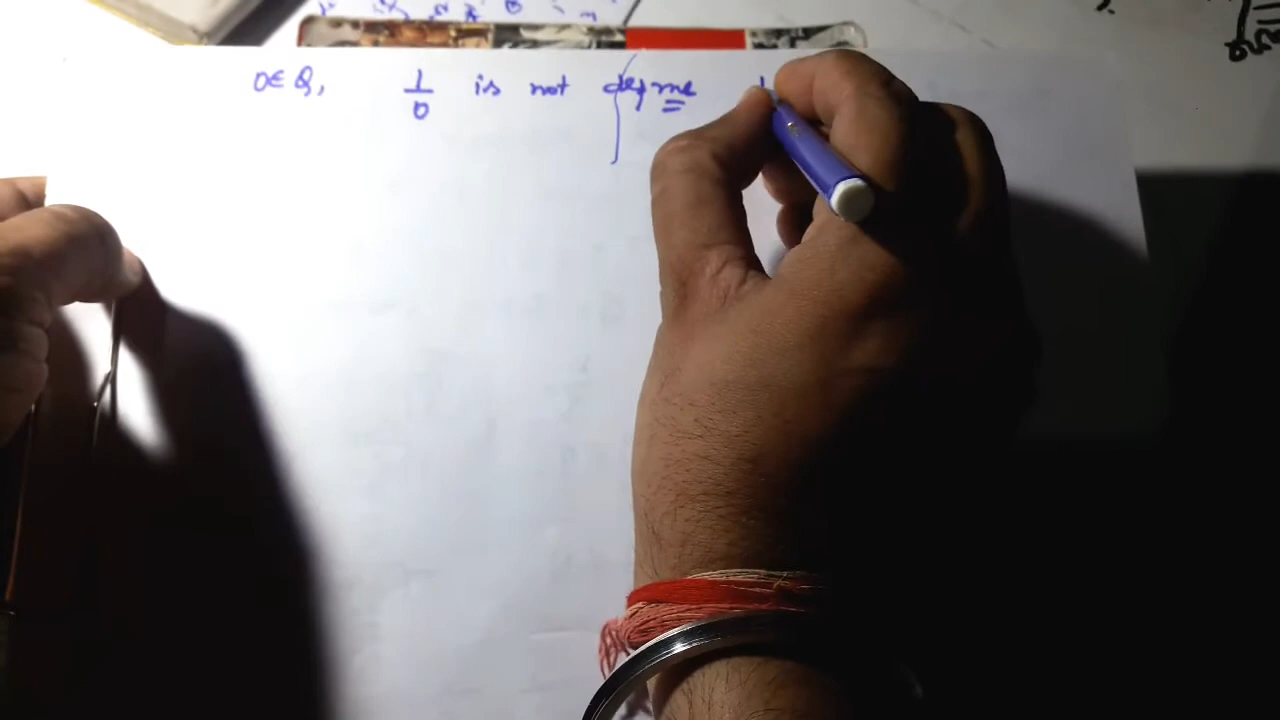 0∈Q, 1/0 is not define